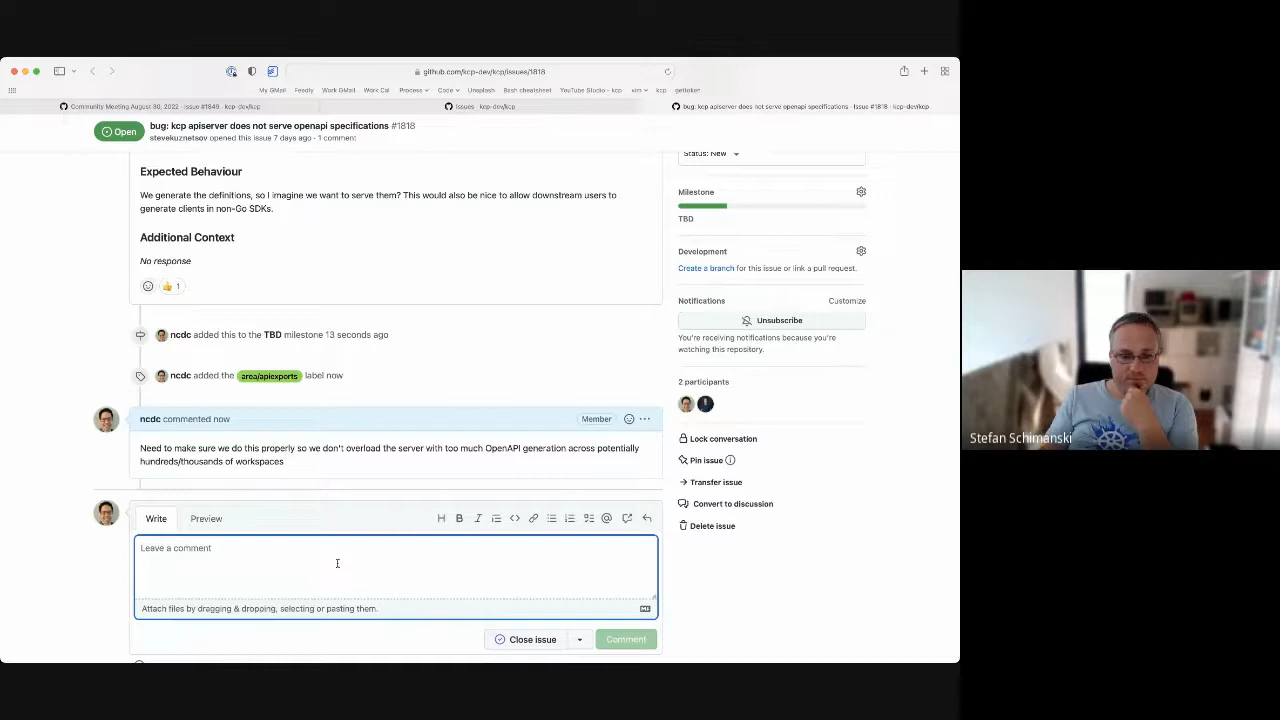 github.com/kcp-dev/kcp/issues/1818
My GMail Feedly Work GMail Work Cal Process Code Unsplash Bash cheatsheet YouTube Studio - kcp vim kcp gettoken
Community Meeting August 30, 2022 · Issue #1849 · kcp-dev/kcp
Issues · kcp-dev/kcp
bug: kcp apiserver does not serve openapi specifications · Issue #1818 · kcp-dev/kcp
Open
bug: kcp apiserver does not serve openapi specifications #1818
stevekuznetsov opened this issue 7 days ago · 1 comment
Status: New
Expected Behaviour
We generate the definitions, so I imagine we want to serve them? This would also be nice to allow downstream users to
generate clients in non-Go SDKs.
Additional Context
No response
👍 1
ncdc added this to the TBD milestone 13 seconds ago
ncdc added the area/apiexports label now
ncdc commented now
Member
Need to make sure we do this properly so we don't overload the server with too much OpenAPI generation across potentially
hundreds/thousands of workspaces
Write Preview
Leave a comment
Attach files by dragging & dropping, selecting or pasting them.
Close issue
Comment
Milestone
TBD
Development
Create a branch for this issue or link a pull request.
Notifications
Customize
Unsubscribe
You're receiving notifications because you're
watching this repository.
2 participants
Lock conversation
Pin issue
Transfer issue
Convert to discussion
Delete issue
Stefan Schimanski